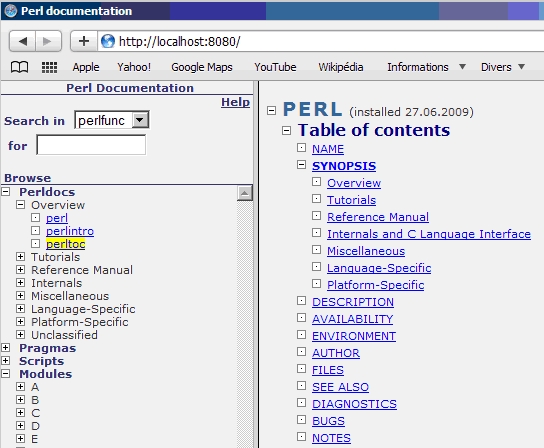 Perl documentation
http://localhost:8080/
Apple Yahoo! Google Maps YouTube Wikipédia Informations Divers
Perl Documentation
Help
Search in perlfunc
for
Browse
Perldocs
Overview
perl
perlintro
perltoc
Tutorials
Reference Manual
Internals
Miscellaneous
Language-Specific
Platform-Specific
Unclassified
Pragmas
Scripts
Modules
A
B
C
D
E
PERL (installed 27.06.2009)
Table of contents
NAME
SYNOPSIS
Overview
Tutorials
Reference Manual
Internals and C Language Interface
Miscellaneous
Language-Specific
Platform-Specific
DESCRIPTION
AVAILABILITY
ENVIRONMENT
AUTHOR
FILES
SEE ALSO
DIAGNOSTICS
BUGS
NOTES